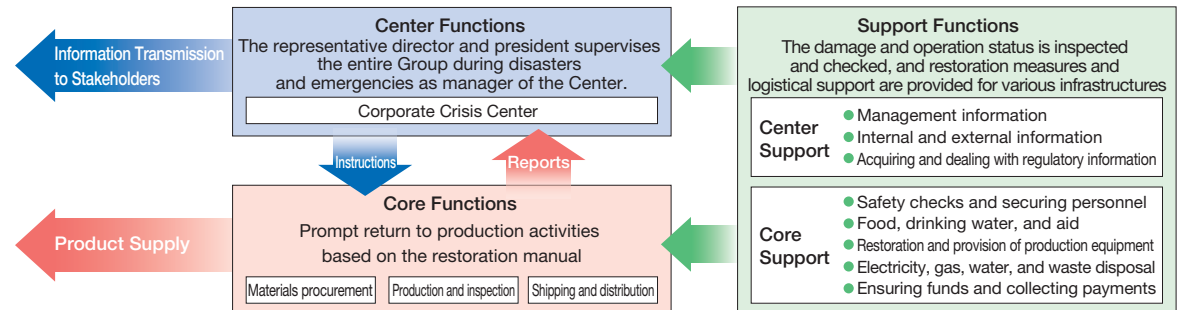 Information Transmission
to Stakeholders
Center Functions
The representative director and president supervises
the entire Group during disasters
and emergencies as manager of the Center.
Corporate Crisis Center
Instructions
Reports
Product Supply
Core Functions
Prompt return to production activities
based on the restoration manual
Materials procurement
Production and inspection
Shipping and distribution
Support Functions
The damage and operation status is inspected
and checked, and restoration measures and
logistical support are provided for various infrastructures
Center
Support
Management information
Internal and external information
Acquiring and dealing with regulatory information
Core
Support
Safety checks and securing personnel
Food, drinking water, and aid
Restoration and provision of production equipment
Electricity, gas, water, and waste disposal
Ensuring funds and collecting payments